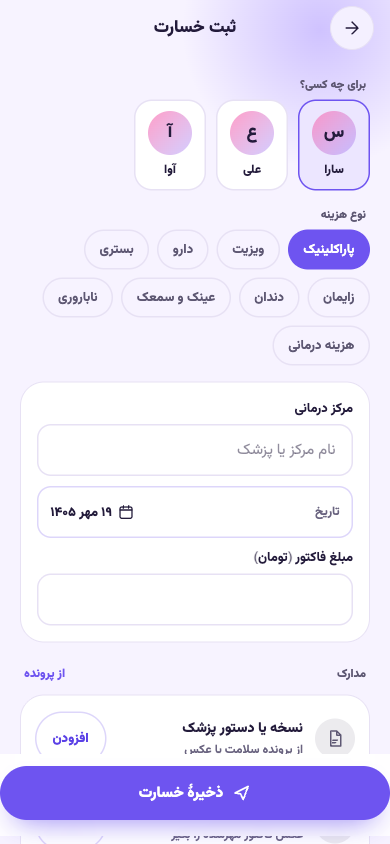 ثبت خسارت
برای چه کسی؟
س ع آ
سارا علی آوا
نوع هزینه
پاراکلینیک ویزیت دارو بستری
زایمان دندان عینک و سمعک ناباروری
هزینه درمانی
مرکز درمانی
نام مرکز یا پزشک
تاریخ ۱۹ مهر ۱۴۰۵
مبلغ فاکتور (تومان)
مدارک از پرونده
نسخه یا دستور پزشک افزودن
از پرونده سلامت یا عکس
ذخیرهٔ خسارت